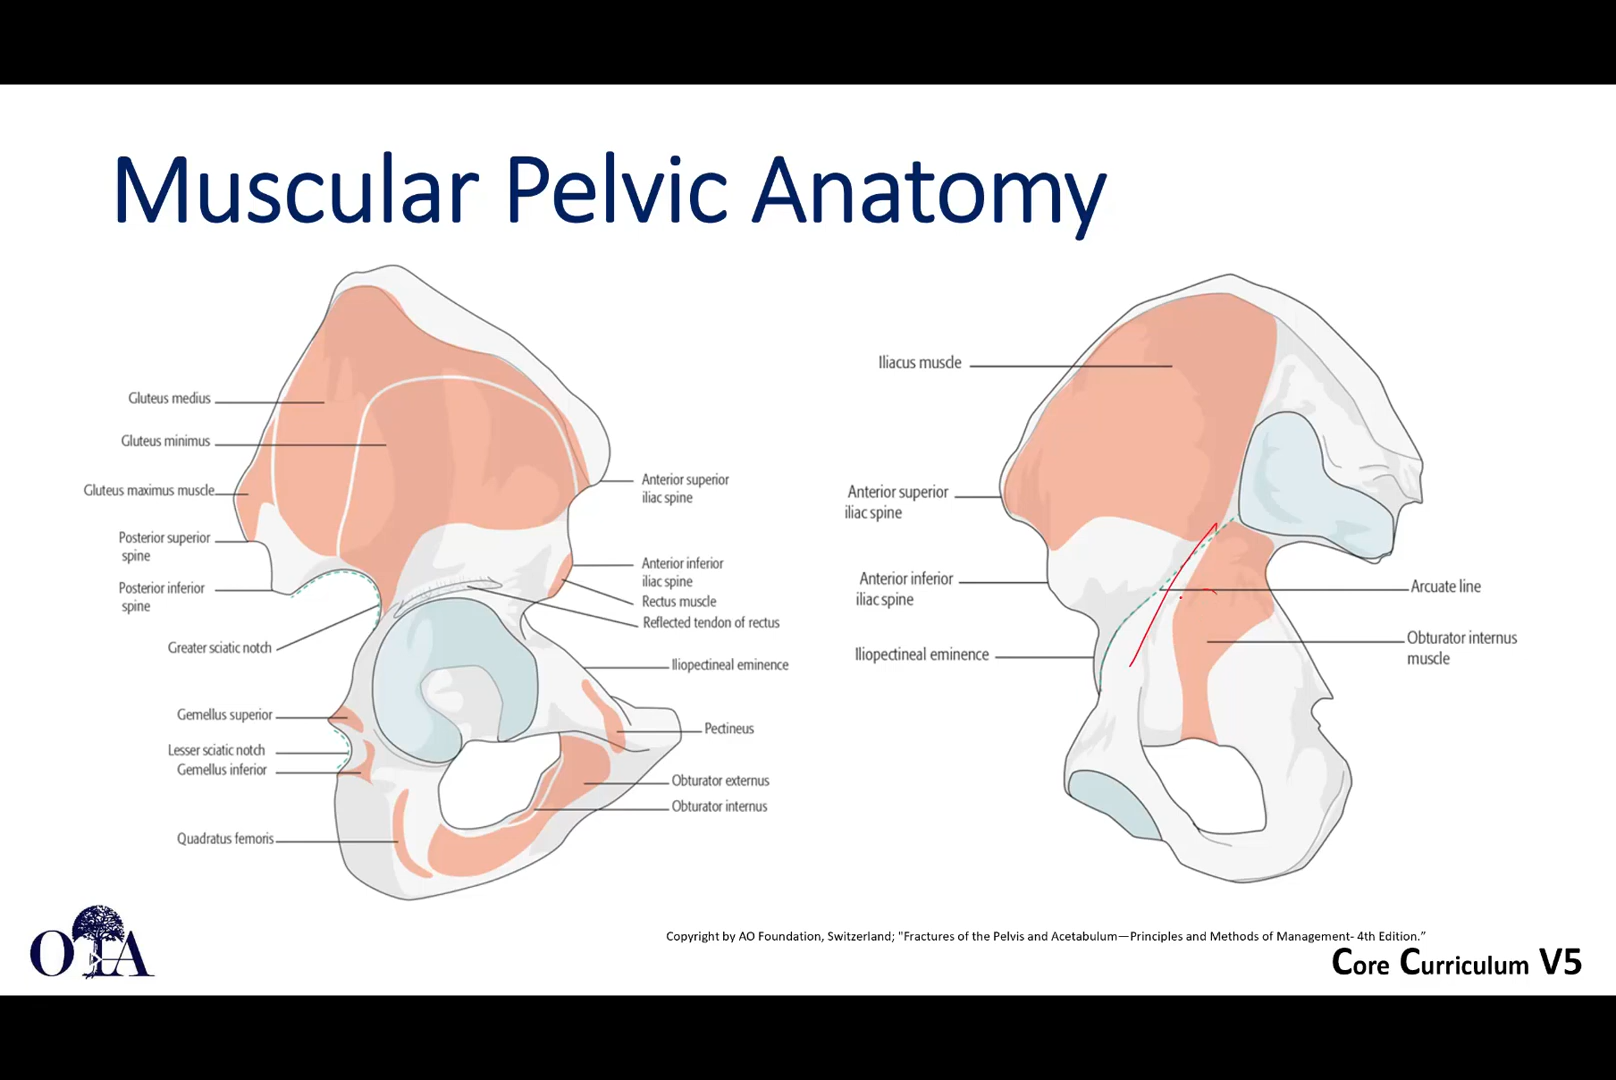 Muscular Pelvic Anatomy
Gluteus medius
Gluteus minimus
Gluteus maximus muscle
Posterior superior
spine
Posterior inferior
spine
Greater sciatic notch
Gemellus superior
Lesser sciatic notch
Gemellus inferior
Quadratus femoris
Anterior superior
iliac spine
Anterior inferior
iliac spine
Rectus muscle
Reflected tendon of rectus
Iliopectineal eminence
Pectineus
Obturator externus
Obturator internus
Iliacus muscle
Anterior superior
iliac spine
Anterior inferior
iliac spine
Iliopectineal eminence
Arcuate line
Obturator internus
muscle
Copyright by AO Foundation, Switzerland; "Fractures of the Pelvis and Acetabulum—Principles and Methods of Management- 4th Edition.”
OTA
Core Curriculum V5